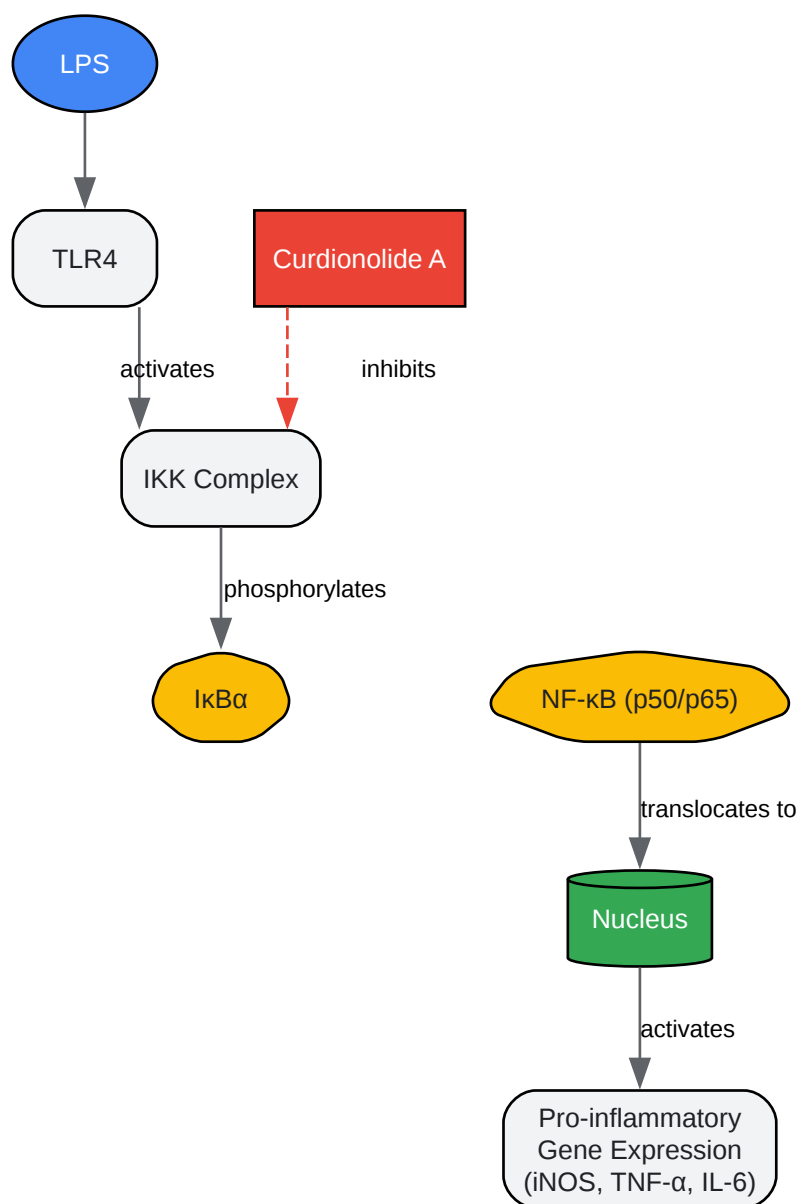 LPS
TLR4
Curdionolide A
activates
inhibits
IKK Complex
phosphorylates
IκBα
NF-κB (p50/p65)
translocates to
Nucleus
activates
Pro-inflammatory
Gene Expression
(iNOS, TNF-α, IL-6)